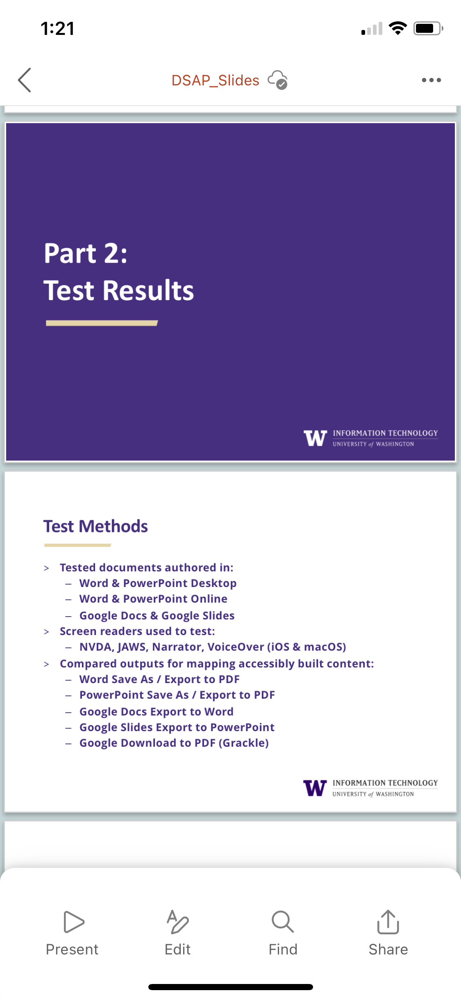 1:21
DSAP_Slides
Part 2:
Test Results
W INFORMATION TECHNOLOGY
UNIVERSITY of WASHINGTON
Test Methods
> Tested documents authored in:
– Word & PowerPoint Desktop
– Word & PowerPoint Online
– Google Docs & Google Slides
> Screen readers used to test:
– NVDA, JAWS, Narrator, VoiceOver (iOS & macOS)
> Compared outputs for mapping accessibly built content:
– Word Save As / Export to PDF
– PowerPoint Save As / Export to PDF
– Google Docs Export to Word
– Google Slides Export to PowerPoint
– Google Download to PDF (Grackle)
W INFORMATION TECHNOLOGY
UNIVERSITY of WASHINGTON
Present Edit Find Share